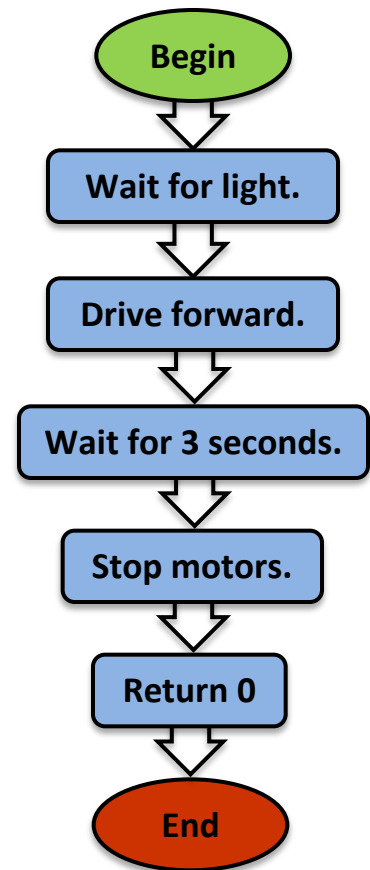 Begin
Wait for light.
Drive forward.
Wait for 3 seconds.
Stop motors.
Return 0
End